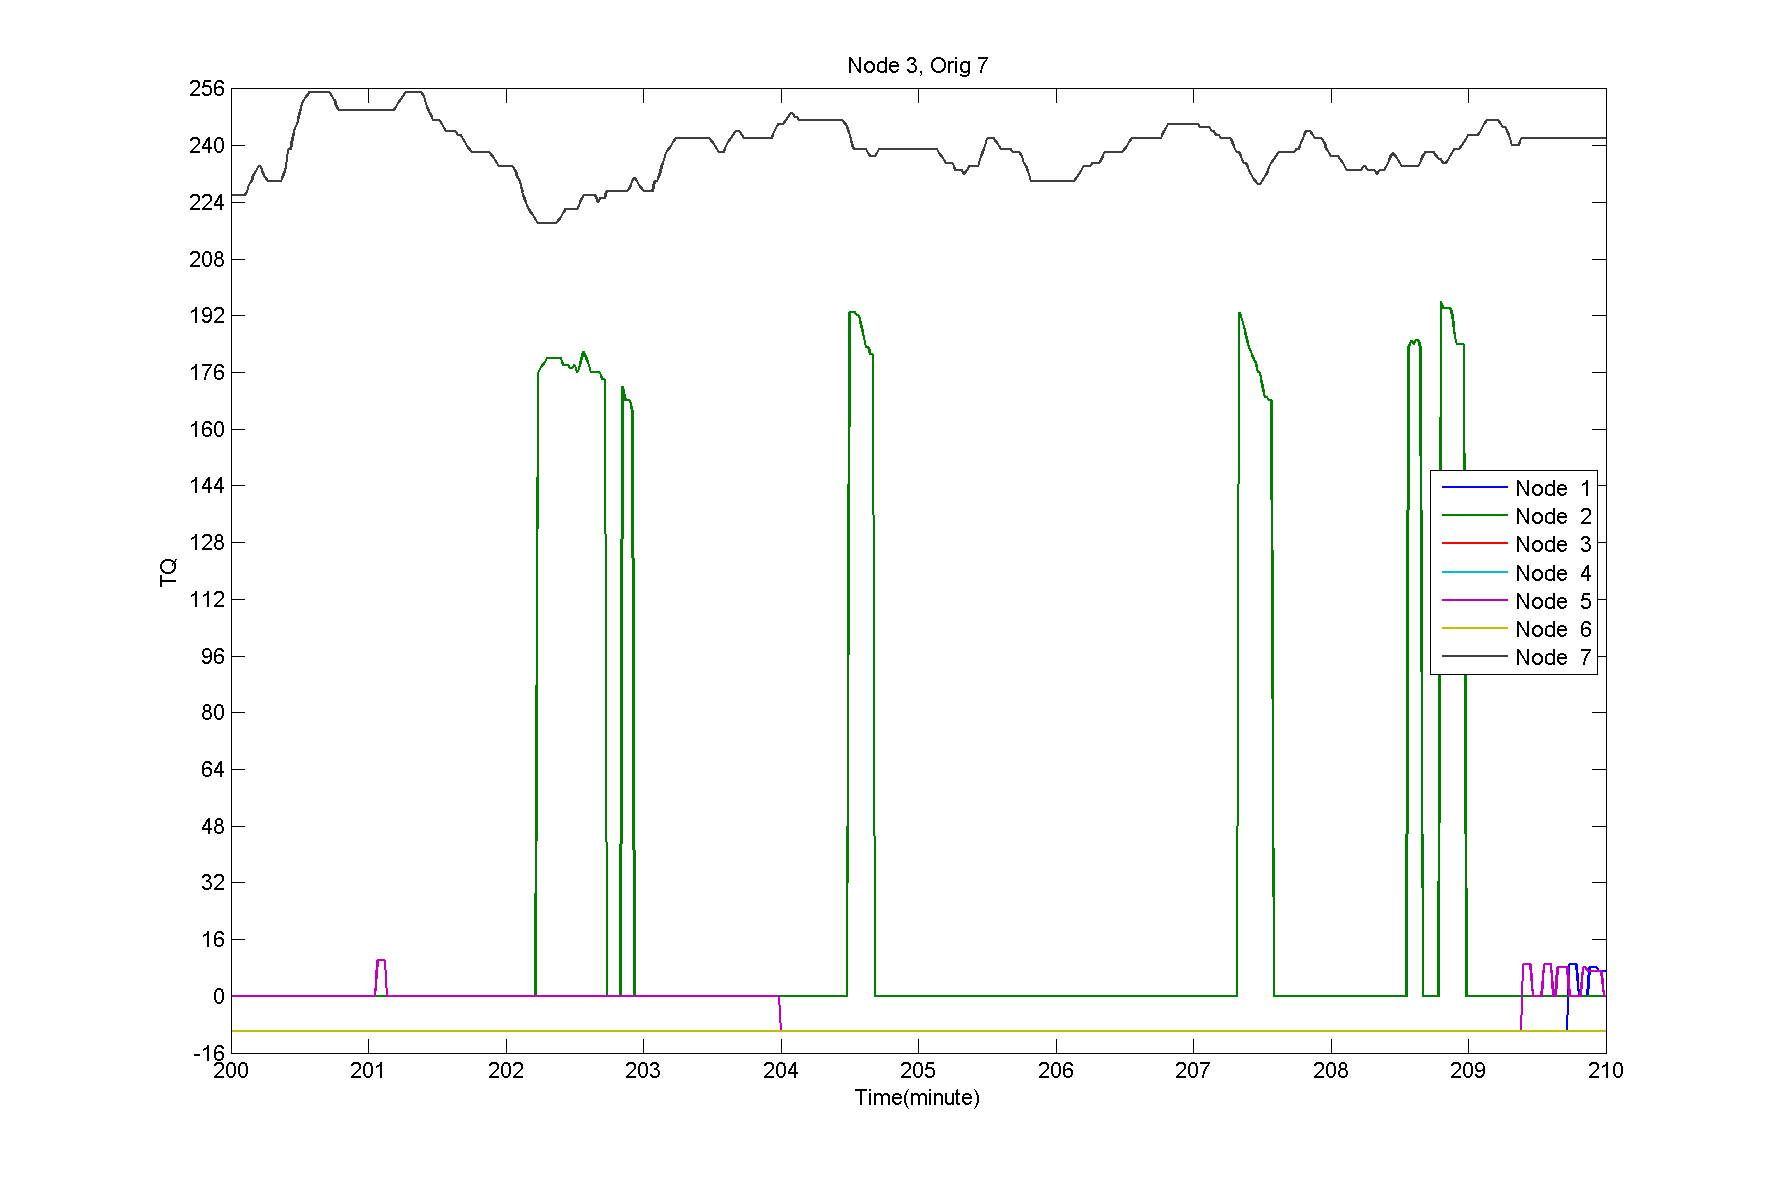 Node 3, Orig 7
256
240
224
208
192
176
160
144
128
112
96
80
64
48
32
16
0
-16
TQ
Node 1
Node 2
Node 3
Node 4
Node 5
Node 6
Node 7
200 201 202 203 204 205 206 207 208 209 210
Time(minute)